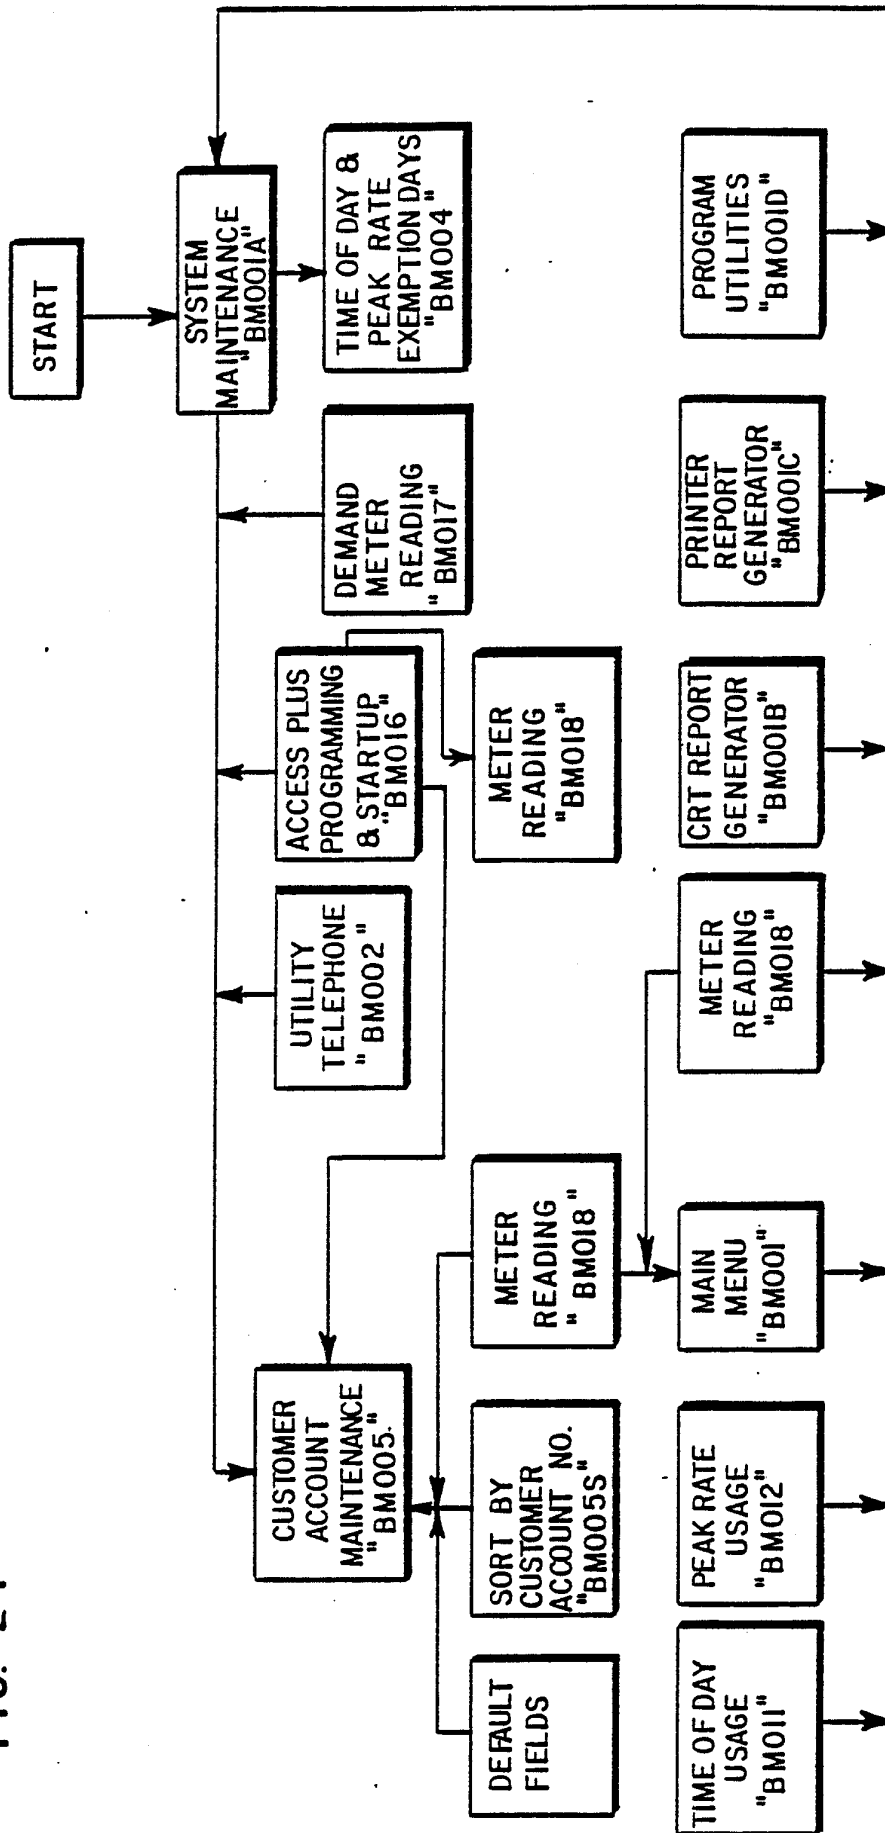 START
SYSTEM
MAINTENANCE
"BM001A"
TIME OF DAY &
PEAK RATE
EXEMPTION DAYS
"BM004"
DEMAND
METER
READING
"BM017"
ACCESS PLUS
PROGRAMMING
& STARTUP
"BM016"
UTILITY
TELEPHONE
"BM002"
CUSTOMER
ACCOUNT
MAINTENANCE
"BM005."
METER
READING
"BM018"
METER
READING
"BM018"
SORT BY
CUSTOMER
ACCOUNT NO.
"BM005S"
DEFAULT
FIELDS
PROGRAM
UTILITIES
"BM001D"
PRINTER
REPORT
GENERATOR
"BM001C"
CRT REPORT
GENERATOR
"BM001B"
METER
READING
"BM018"
MAIN
MENU
"BM001"
PEAK RATE
USAGE
"BM012"
TIME OF DAY
USAGE
"BM011"